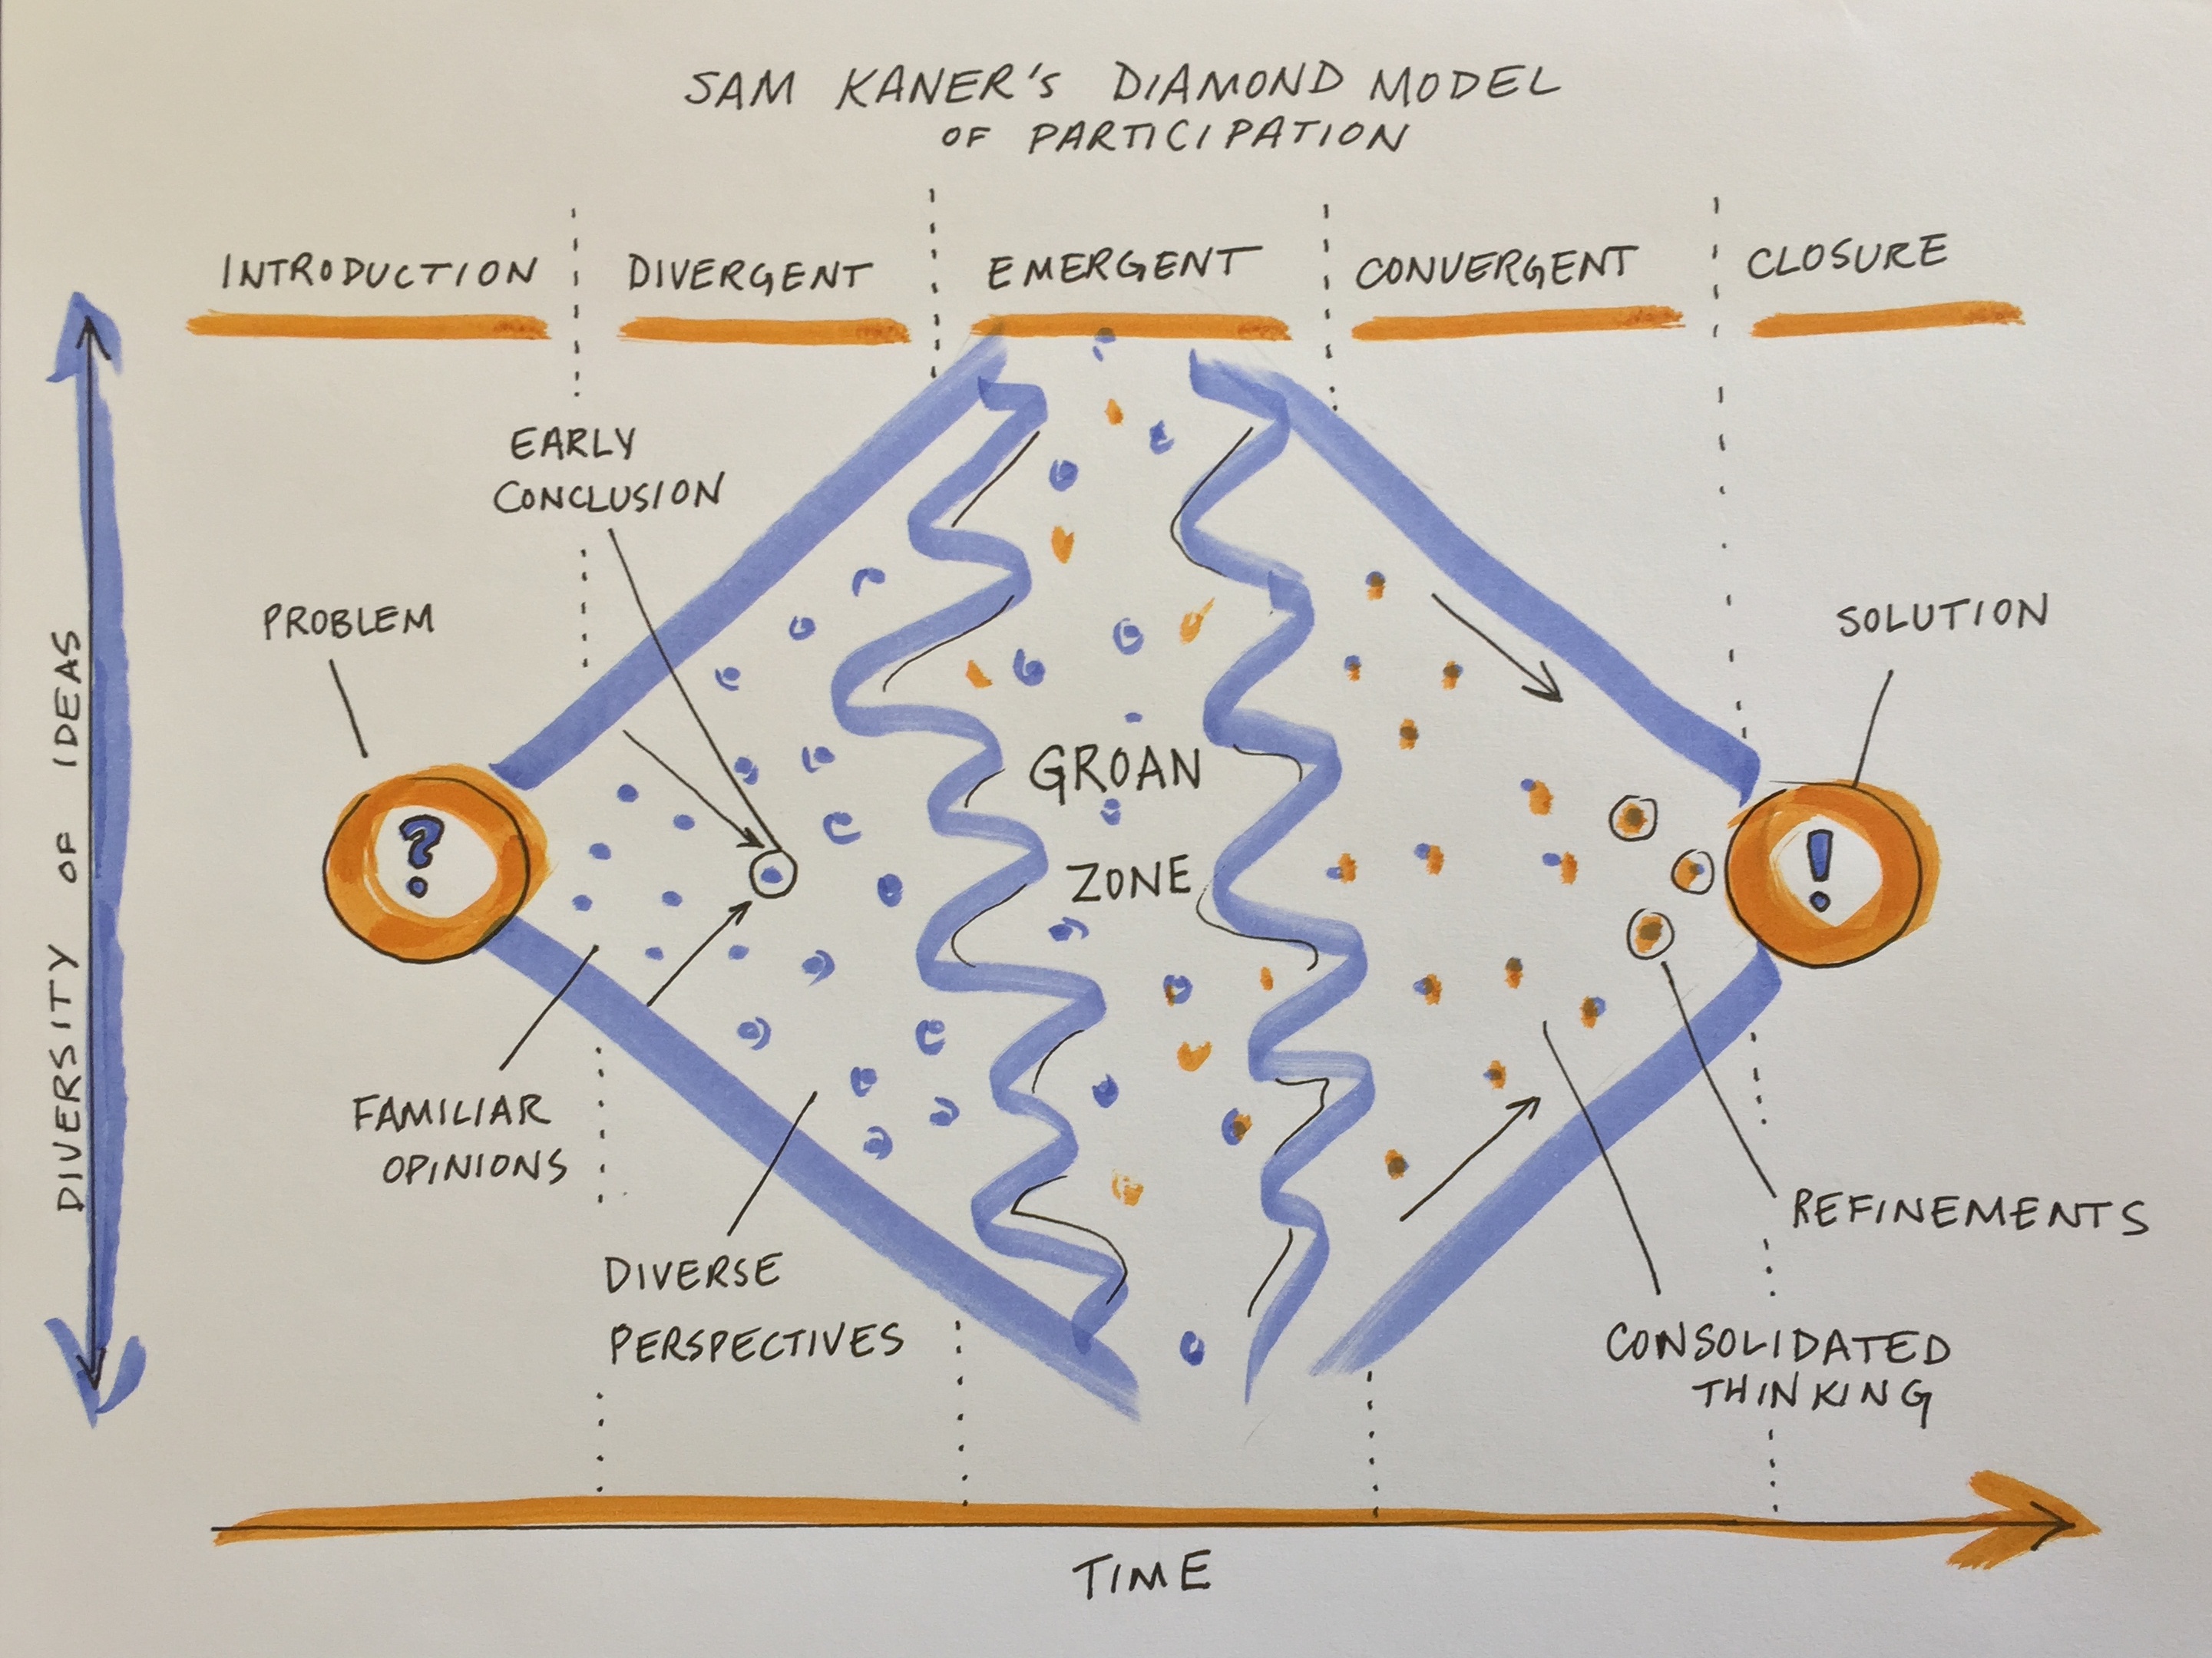 SAM KANER'S DIAMOND MODEL
OF PARTICIPATION
INTRODUCTION
DIVERGENT
EMERGENT
CONVERGENT
CLOSURE
EARLY
CONCLUSION
PROBLEM
SOLUTION
DIVERSITY OF IDEAS
?
GROAN
ZONE
!
FAMILIAR
OPINIONS
DIVERSE
PERSPECTIVES
REFINEMENTS
CONSOLIDATED
THINKING
TIME